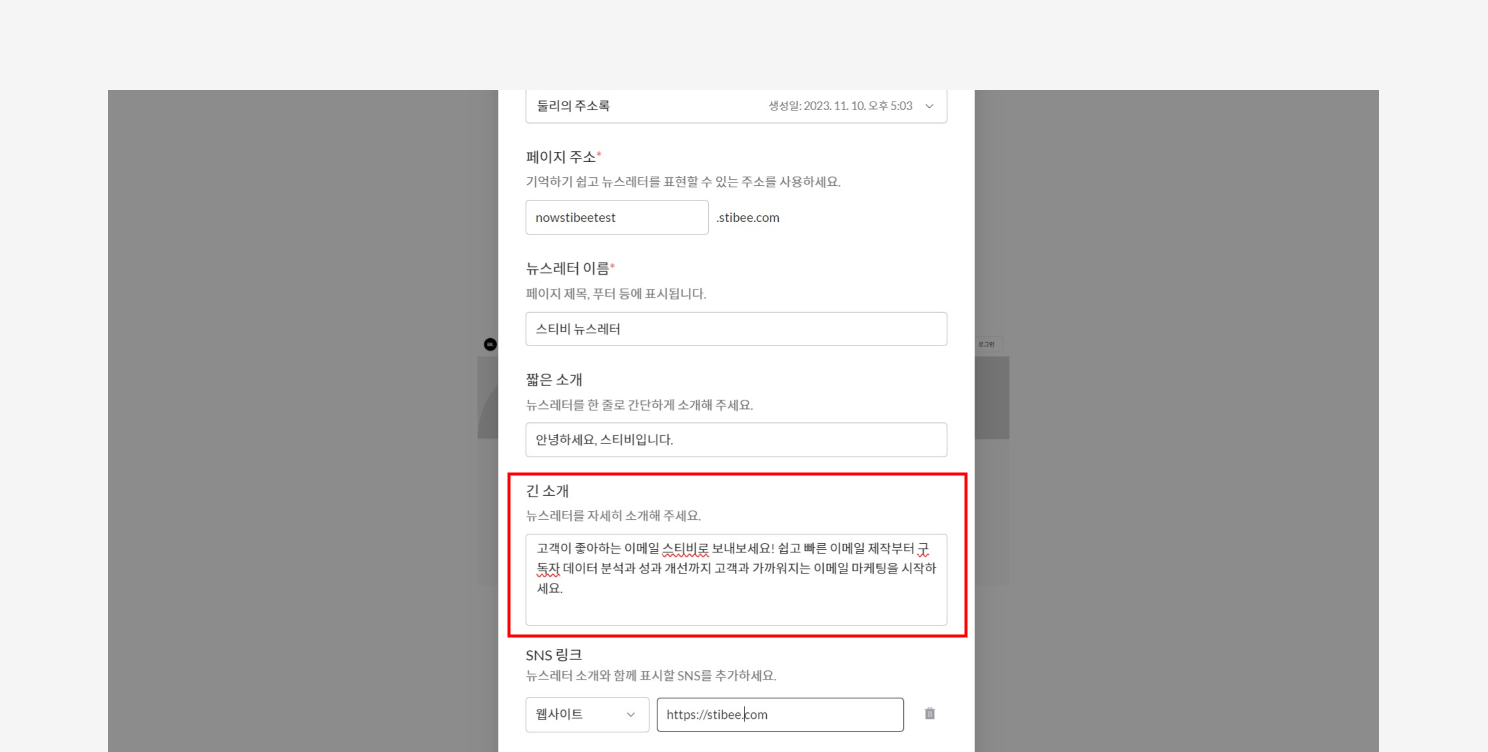 둘리의 주소록 생성일: 2023. 11. 10. 오후 5:03
페이지 주소*
기억하기 쉽고 뉴스레터를 표현할 수 있는 주소를 사용하세요.
nowstibeetest .stibee.com
뉴스레터 이름*
페이지 제목, 푸터 등에 표시됩니다.
스티비 뉴스레터
로그인
짧은 소개
뉴스레터를 한 줄로 간단하게 소개해 주세요.
안녕하세요, 스티비입니다.
긴 소개
뉴스레터를 자세히 소개해 주세요.
고객이 좋아하는 이메일 스티비로 보내보세요! 쉽고 빠른 이메일 제작부터 구
독자 데이터 분석과 성과 개선까지 고객과 가까워지는 이메일 마케팅을 시작하
세요.
SNS 링크
뉴스레터 소개와 함께 표시할 SNS를 추가하세요.
웹사이트 https://stibee.com